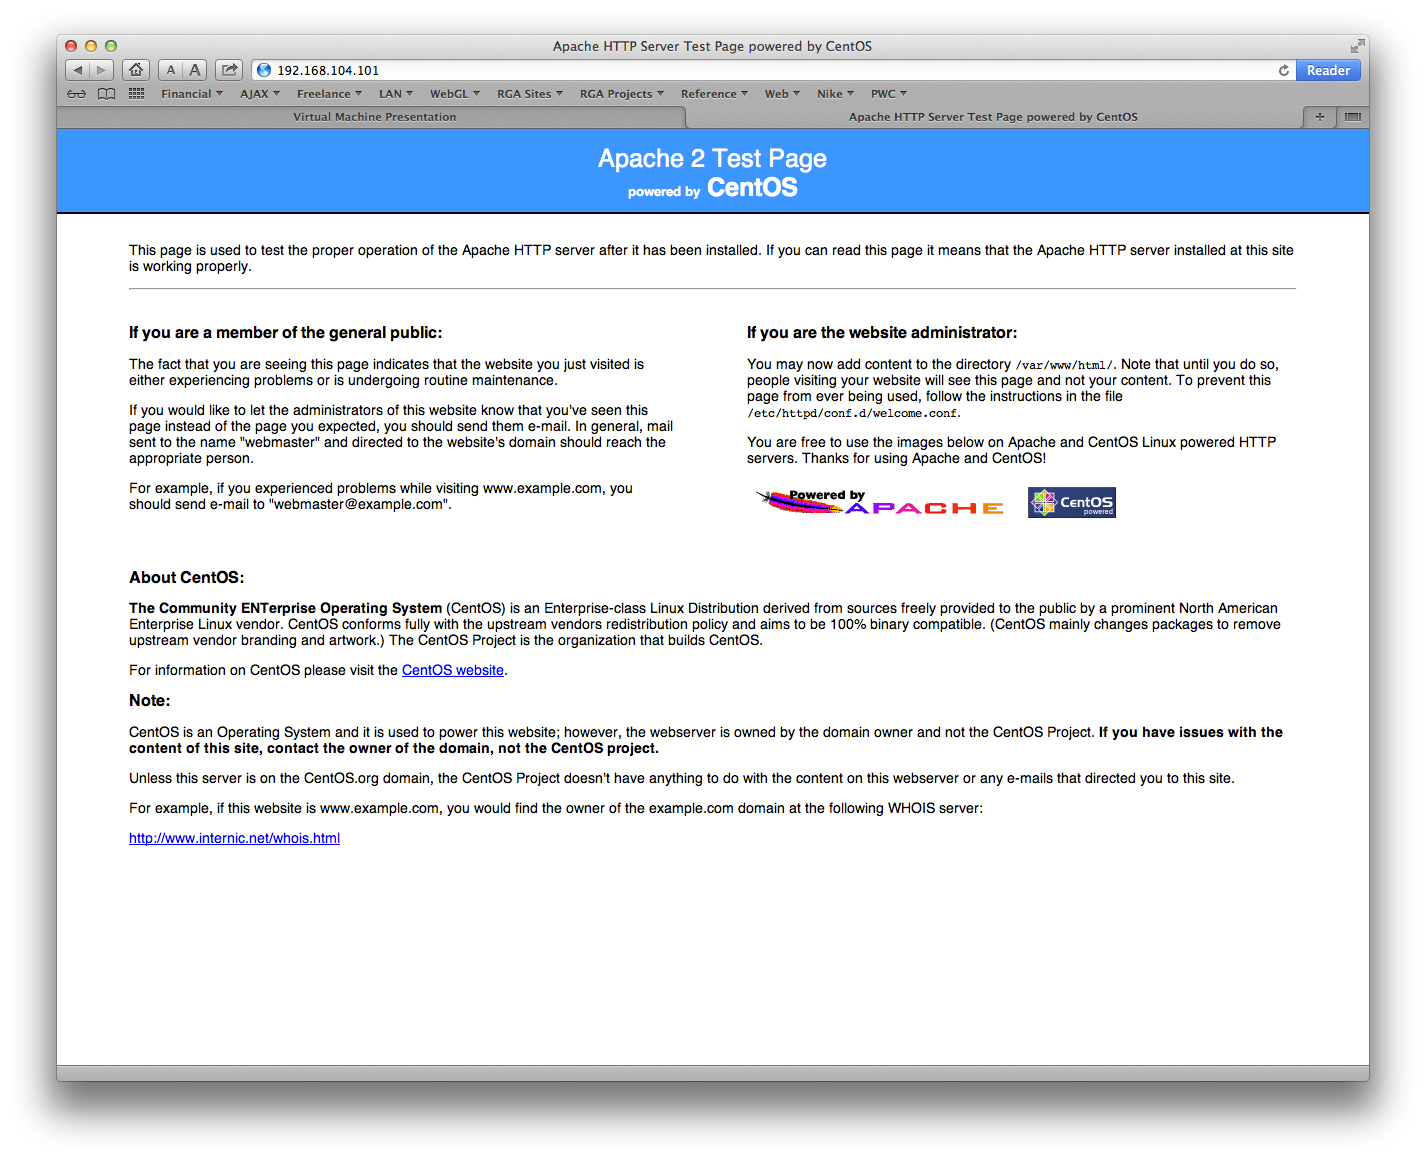 Apache HTTP Server Test Page powered by CentOS
A A 192.168.104.101 Reader
Financial AJAX Freelance LAN WebGL RGA Sites RGA Projects Reference Web Nike PWC
Virtual Machine Presentation Apache HTTP Server Test Page powered by CentOS
Apache 2 Test Page
powered by CentOS
This page is used to test the proper operation of the Apache HTTP server after it has been installed. If you can read this page it means that the Apache HTTP server installed at this site
is working properly.
If you are a member of the general public:
The fact that you are seeing this page indicates that the website you just visited is
either experiencing problems or is undergoing routine maintenance.
If you would like to let the administrators of this website know that you've seen this
page instead of the page you expected, you should send them e-mail. In general, mail
sent to the name "webmaster" and directed to the website's domain should reach the
appropriate person.
For example, if you experienced problems while visiting www.example.com, you
should send e-mail to "webmaster@example.com".
If you are the website administrator:
You may now add content to the directory /var/www/html/. Note that until you do so,
people visiting your website will see this page and not your content. To prevent this
page from ever being used, follow the instructions in the file
/etc/httpd/conf.d/welcome.conf.
You are free to use the images below on Apache and CentOS Linux powered HTTP
servers. Thanks for using Apache and CentOS!
Powered by
APACHE
CentOS
powered
About CentOS:
The Community ENTerprise Operating System (CentOS) is an Enterprise-class Linux Distribution derived from sources freely provided to the public by a prominent North American
Enterprise Linux vendor. CentOS conforms fully with the upstream vendors redistribution policy and aims to be 100% binary compatible. (CentOS mainly changes packages to remove
upstream vendor branding and artwork.) The CentOS Project is the organization that builds CentOS.
For information on CentOS please visit the CentOS website.
Note:
CentOS is an Operating System and it is used to power this website; however, the webserver is owned by the domain owner and not the CentOS Project. If you have issues with the
content of this site, contact the owner of the domain, not the CentOS project.
Unless this server is on the CentOS.org domain, the CentOS Project doesn't have anything to do with the content on this webserver or any e-mails that directed you to this site.
For example, if this website is www.example.com, you would find the owner of the example.com domain at the following WHOIS server:
http://www.internic.net/whois.html